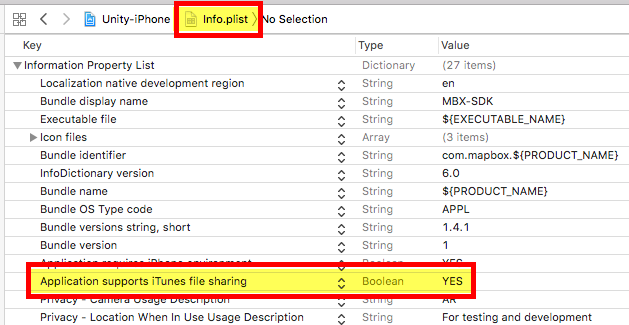 Unity-iPhone Info.plist No Selection
Key Type Value
Information Property List Dictionary (27 items)
Localization native development region String en
Bundle display name String MBX-SDK
Executable file String ${EXECUTABLE_NAME}
Icon files Array (3 items)
Bundle identifier String com.mapbox.${PRODUCT_NAME}
InfoDictionary version String 6.0
Bundle name String ${PRODUCT_NAME}
Bundle OS Type code String APPL
Bundle versions string, short String 1.4.1
Bundle version String 1
Application requires iPhone environment Boolean YES
Application supports iTunes file sharing Boolean YES
Privacy - Camera Usage Description String AR
Privacy - Location When In Use Usage Description String For testing and development